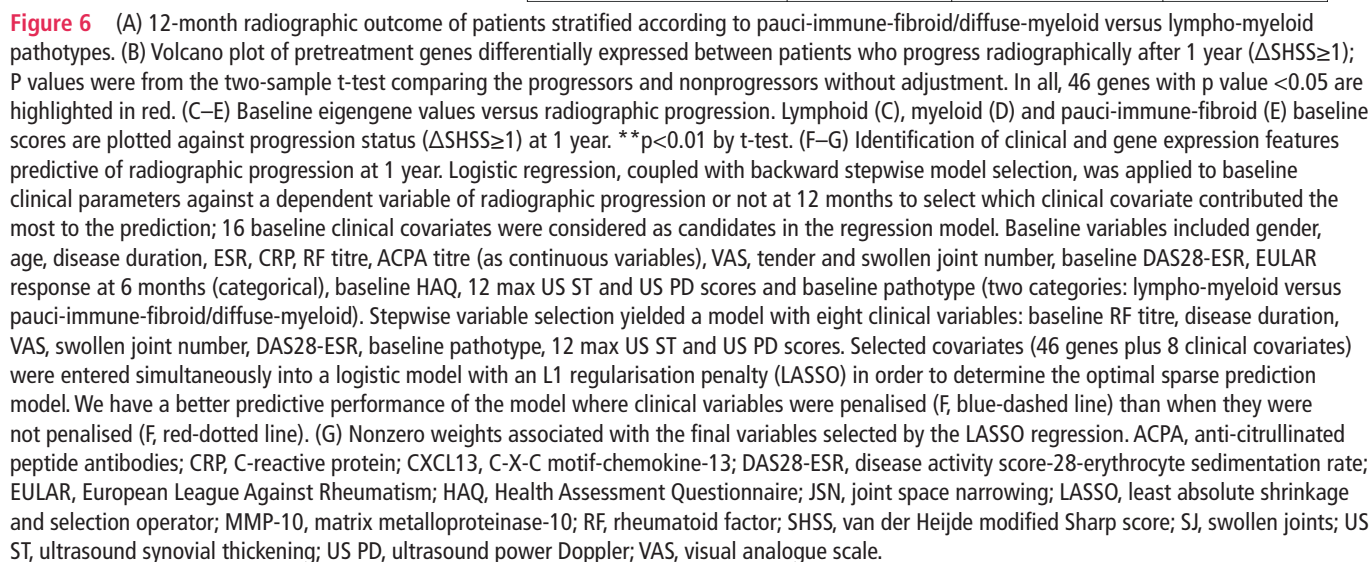 Figure 6 (A) 12-month radiographic outcome of patients stratified according to pauci-immune-fibroid/diffuse-myeloid versus lympho-myeloid
pathotypes. (B) Volcano plot of pretreatment genes differentially expressed between patients who progress radiographically after 1 year (ΔSHSS≥1);
P values were from the two-sample t-test comparing the progressors and nonprogressors without adjustment. In all, 46 genes with p value <0.05 are
highlighted in red. (C–E) Baseline eigengene values versus radiographic progression. Lymphoid (C), myeloid (D) and pauci-immune-fibroid (E) baseline
scores are plotted against progression status (ΔSHSS≥1) at 1 year. **p<0.01 by t-test. (F–G) Identification of clinical and gene expression features
predictive of radiographic progression at 1 year. Logistic regression, coupled with backward stepwise model selection, was applied to baseline
clinical parameters against a dependent variable of radiographic progression or not at 12 months to select which clinical covariate contributed the
most to the prediction; 16 baseline clinical covariates were considered as candidates in the regression model. Baseline variables included gender,
age, disease duration, ESR, CRP, RF titre, ACPA titre (as continuous variables), VAS, tender and swollen joint number, baseline DAS28-ESR, EULAR
response at 6 months (categorical), baseline HAQ, 12 max US ST and US PD scores and baseline pathotype (two categories: lympho-myeloid versus
pauci-immune-fibroid/diffuse-myeloid). Stepwise variable selection yielded a model with eight clinical variables: baseline RF titre, disease duration,
VAS, swollen joint number, DAS28-ESR, baseline pathotype, 12 max US ST and US PD scores. Selected covariates (46 genes plus 8 clinical covariates)
were entered simultaneously into a logistic model with an L1 regularisation penalty (LASSO) in order to determine the optimal sparse prediction
model. We have a better predictive performance of the model where clinical variables were penalised (F, blue-dashed line) than when they were
not penalised (F, red-dotted line). (G) Nonzero weights associated with the final variables selected by the LASSO regression. ACPA, anti-citrullinated
peptide antibodies; CRP, C-reactive protein; CXCL13, C-X-C motif-chemokine-13; DAS28-ESR, disease activity score-28-erythrocyte sedimentation rate;
EULAR, European League Against Rheumatism; HAQ, Health Assessment Questionnaire; JSN, joint space narrowing; LASSO, least absolute shrinkage
and selection operator; MMP-10, matrix metalloproteinase-10; RF, rheumatoid factor; SHSS, van der Heijde modified Sharp score; SJ, swollen joints; US
ST, ultrasound synovial thickening; US PD, ultrasound power Doppler; VAS, visual analogue scale.